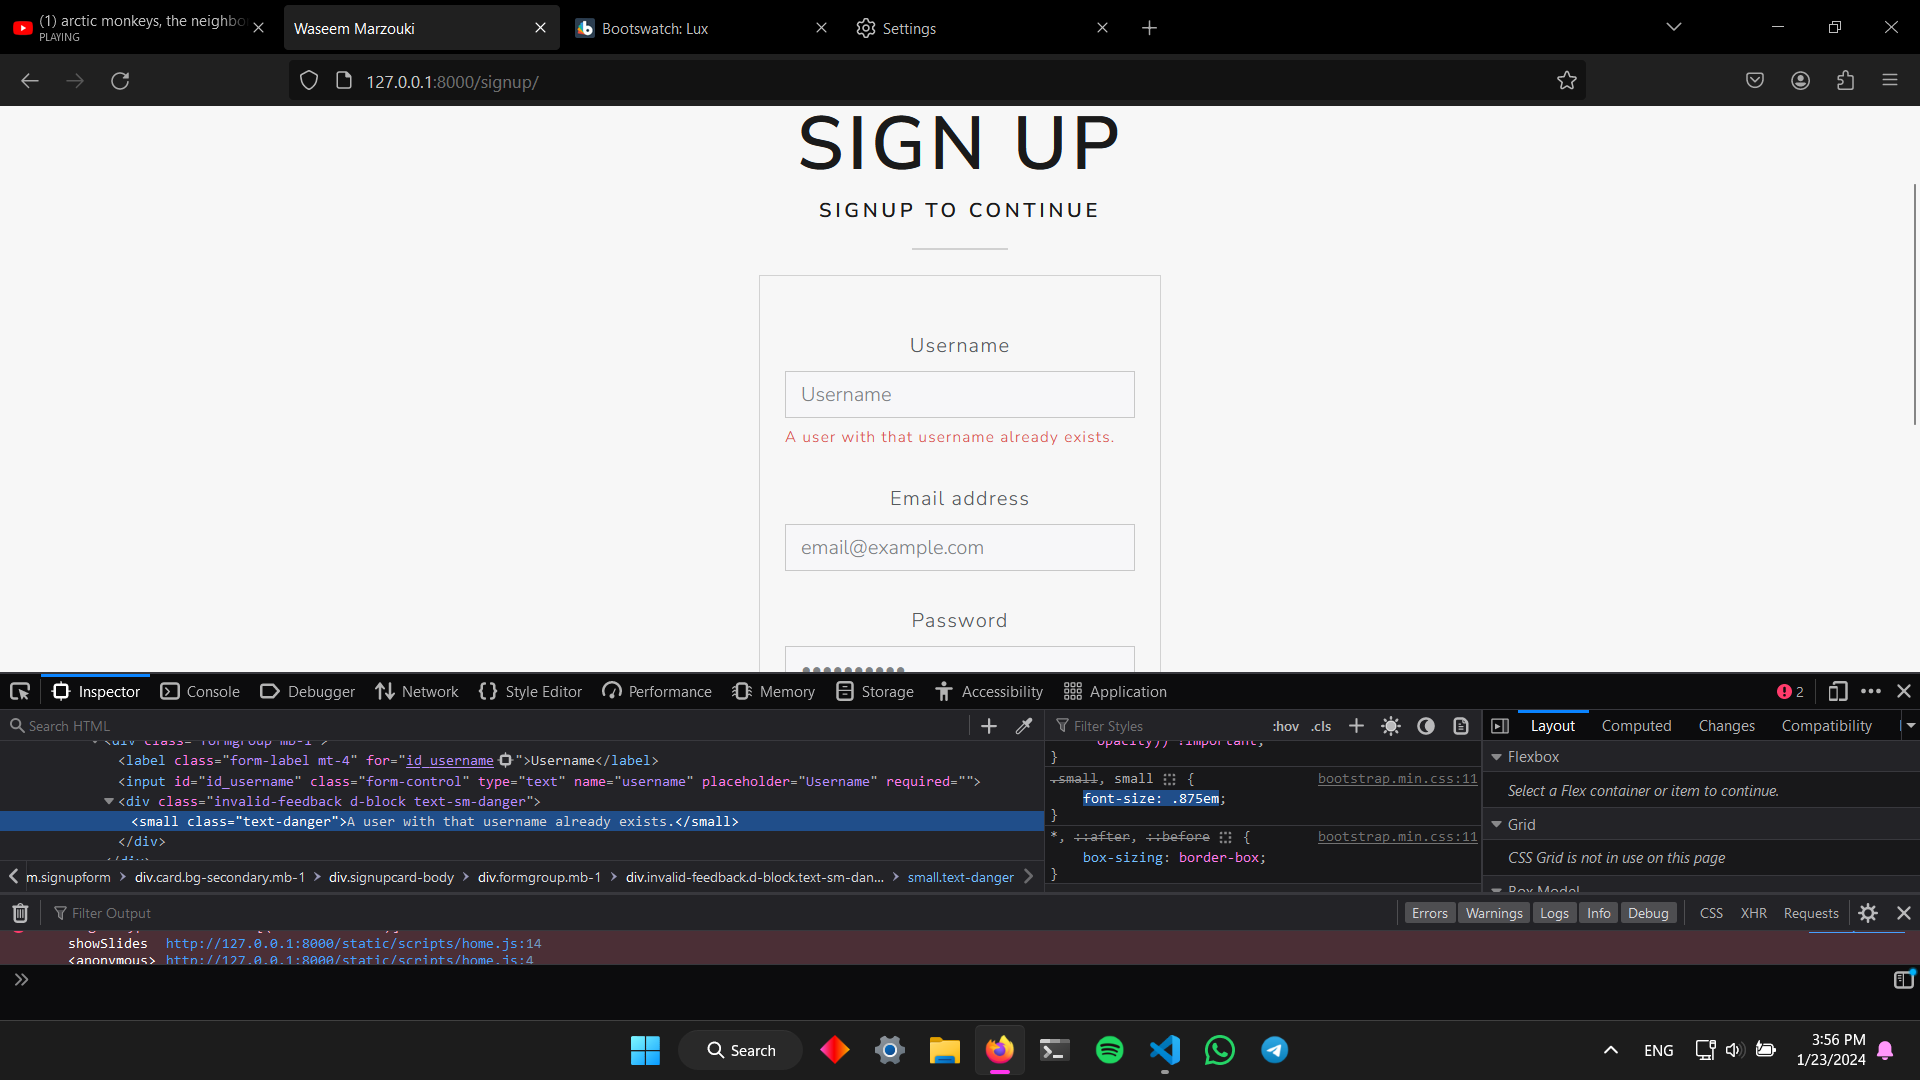 (1) arctic monkeys, the neighbo
PLAYING
Waseem Marzouki
Bootswatch: Lux
Settings
127.0.0.1:8000/signup/
SIGN UP
SIGNUP TO CONTINUE
Username
Username
A user with that username already exists.
Email address
email@example.com
Password
Inspector
Console
Debugger
Network
Style Editor
Performance
Memory
Storage
Accessibility
Application
2
Search HTML
<div class="formgroup mb-1">
<label class="form-label mt-4" for="id_username">Username</label>
<input id="id_username" class="form-control" type="text" name="username" placeholder="Username" required="">
<div class="invalid-feedback d-block text-sm-danger">
<small class="text-danger">A user with that username already exists.</small>
</div>
</div>
m.signupform > div.card.bg-secondary.mb-1 > div.signupcard-body > div.formgroup.mb-1 > div.invalid-feedback.d-block.text-sm-dan... > small.text-danger
Filter Styles
:hov .cls
opacity)) !important;
}
.small, small {
bootstrap.min.css:11
font-size: .875em;
}
*, ::after, ::before {
bootstrap.min.css:11
box-sizing: border-box;
}
Layout
Computed
Changes
Compatibility
Flexbox
Select a Flex container or item to continue.
Grid
CSS Grid is not in use on this page
Box Model
Filter Output
Errors
Warnings
Logs
Info
Debug
CSS
XHR
Requests
showSlides http://127.0.0.1:8000/static/scripts/home.js:14
<anonymous> http://127.0.0.1:8000/static/scripts/home.js:4
Search
ENG
3:56 PM
1/23/2024